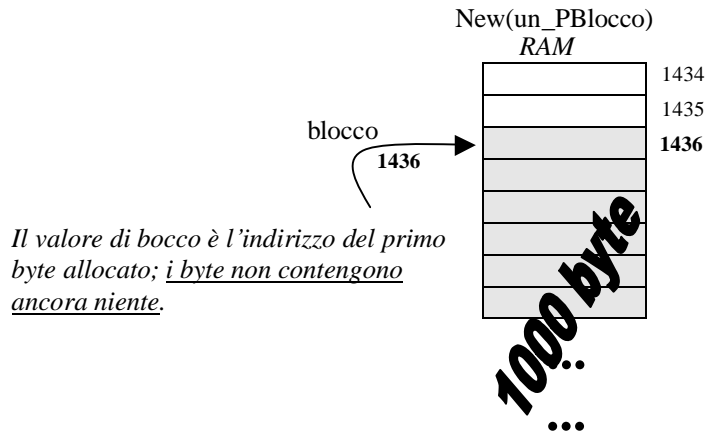 New(un_PBlocco)
RAM
1434
1435
blocco
1436
1436
Il valore di bocco è l'indirizzo del primo
byte allocato; i byte non contengono
ancora niente.
1000 byte
...
...